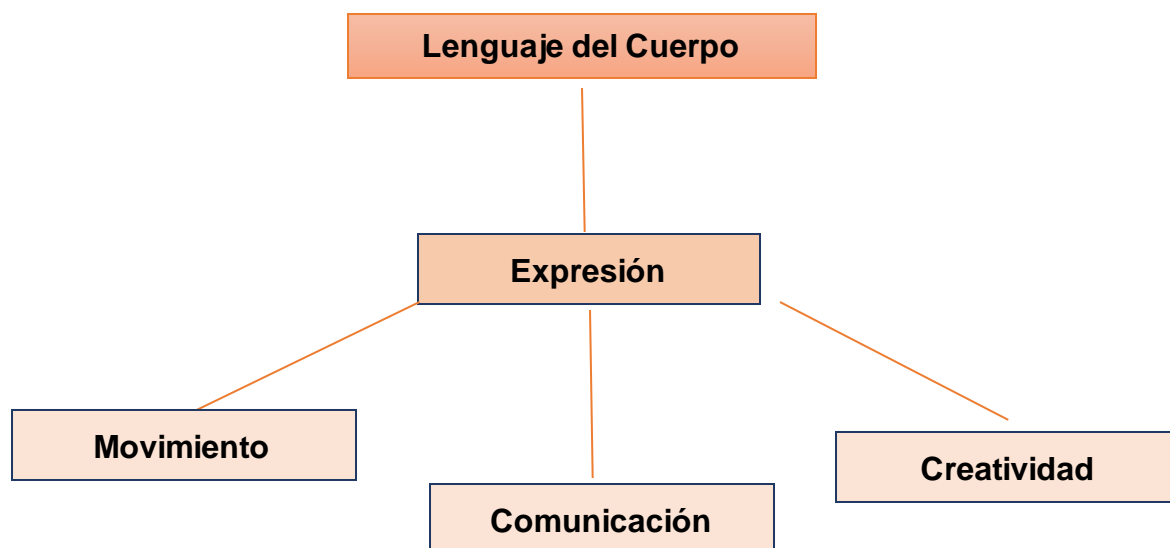 Lenguaje del Cuerpo
Expresión
Movimiento
Creatividad
Comunicación